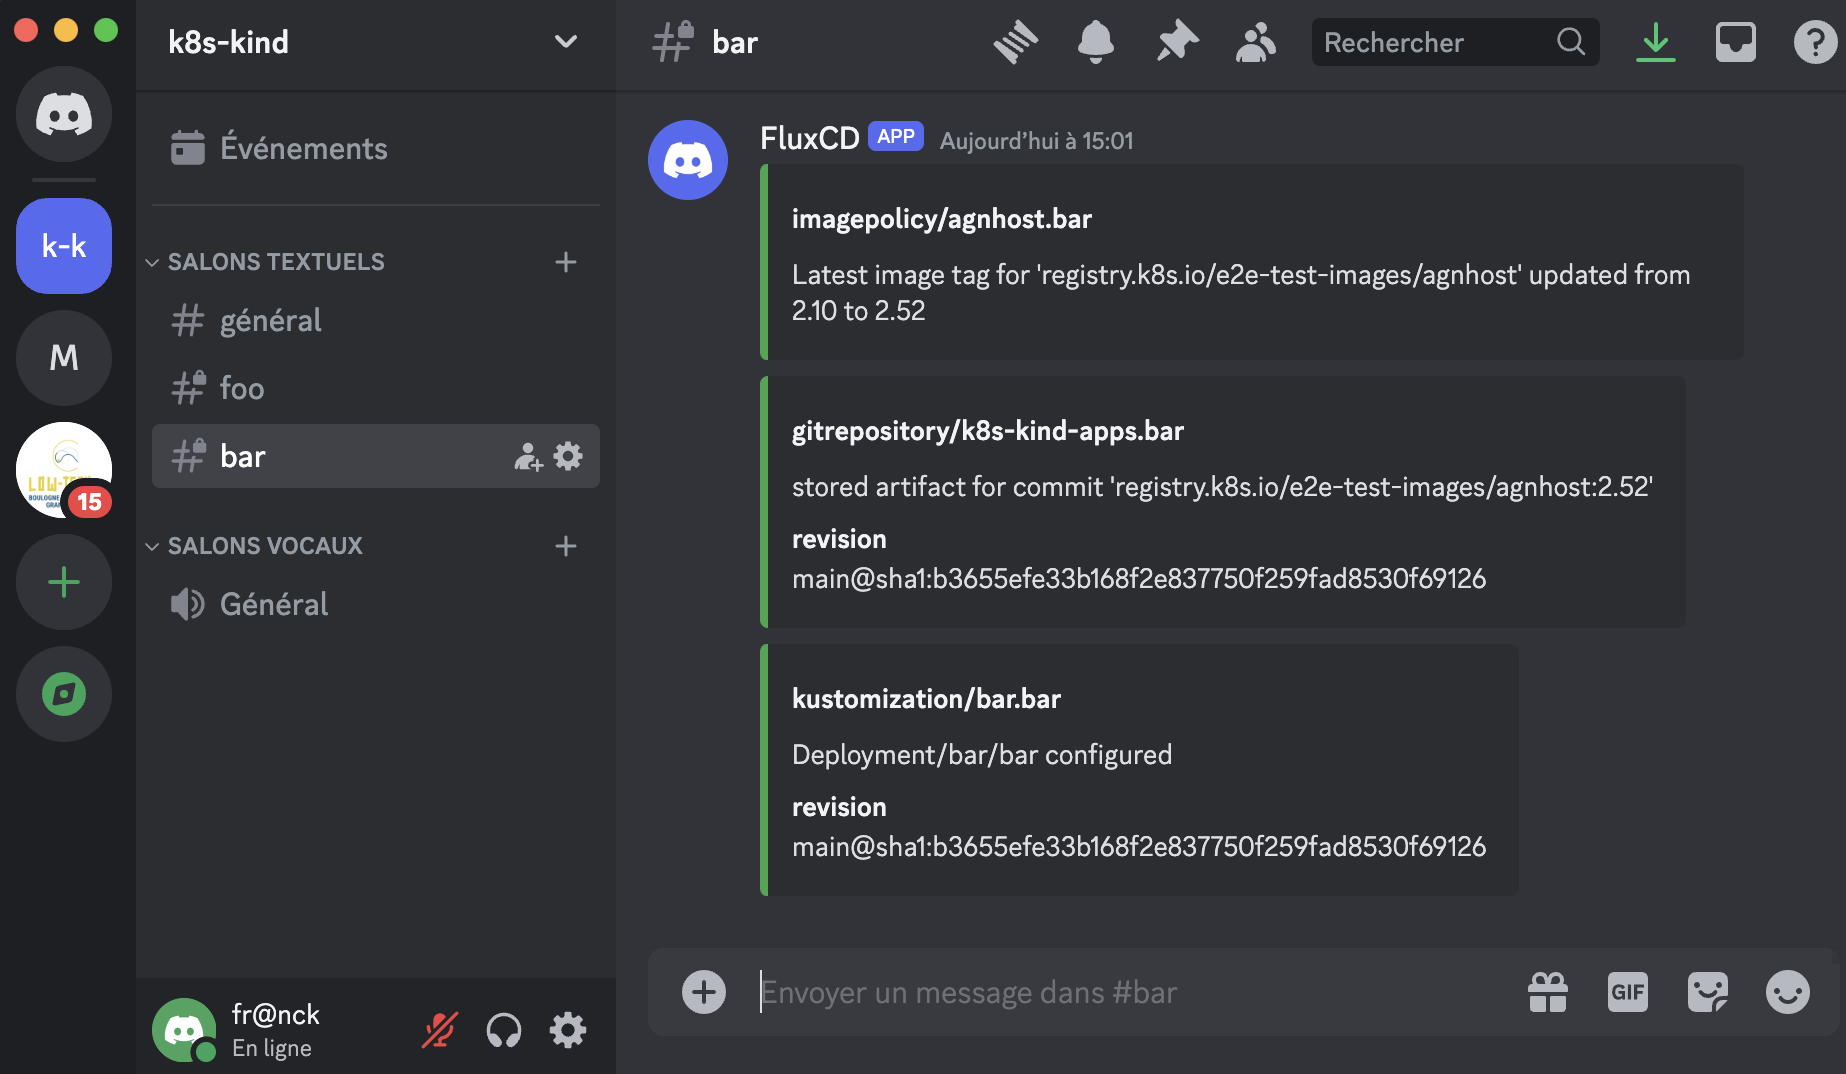 k8s-kind
bar
Rechercher
k-k
M
LOW-T
BOULOGNE
GRA
15
Événements
SALONS TEXTUELS
général
foo
bar
SALONS VOCAUX
Général
FluxCD APP Aujourd’hui à 15:01
imagepolicy/agnhost.bar
Latest image tag for 'registry.k8s.io/e2e-test-images/agnhost' updated from
2.10 to 2.52
gitrepository/k8s-kind-apps.bar
stored artifact for commit 'registry.k8s.io/e2e-test-images/agnhost:2.52'
revision
main@sha1:b3655efe33b168f2e837750f259fad8530f69126
kustomization/bar.bar
Deployment/bar/bar configured
revision
main@sha1:b3655efe33b168f2e837750f259fad8530f69126
fr@nck
En ligne
Envoyer un message dans #bar
GIF